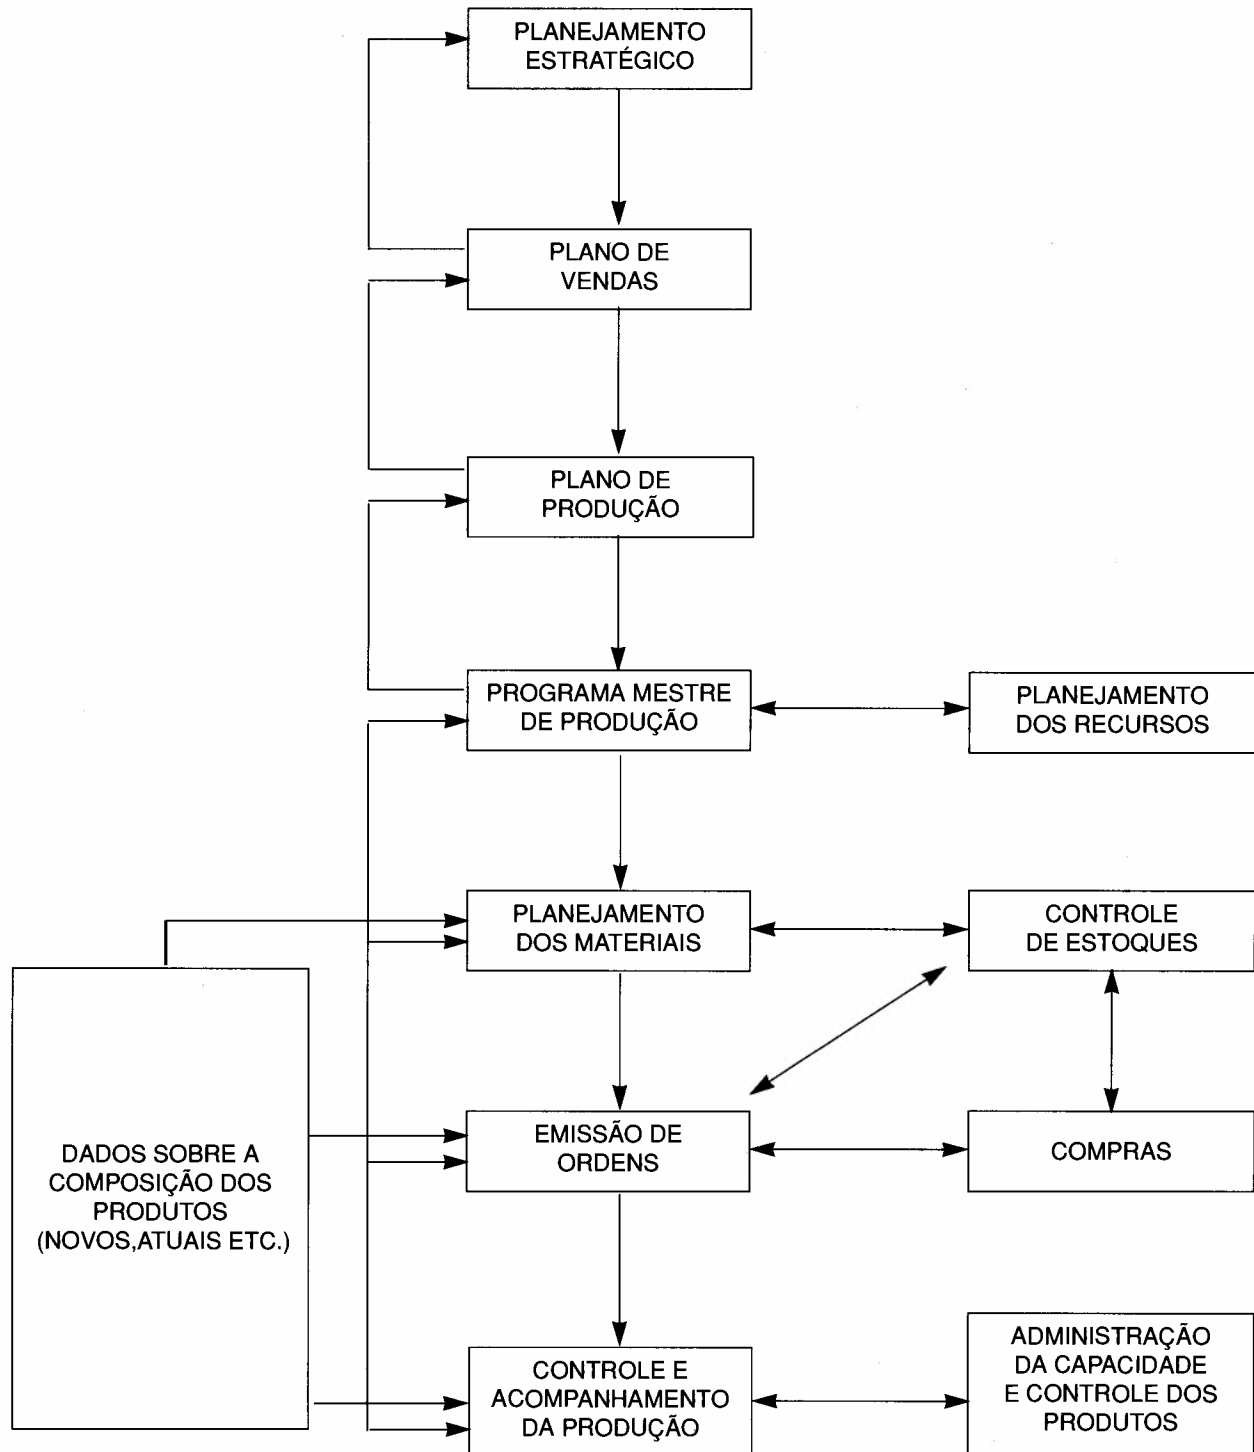 PLANEJAMENTO
ESTRATÉGICO
PLANO DE
VENDAS
PLANO DE
PRODUÇÃO
PROGRAMA MESTRE
DE PRODUÇÃO
PLANEJAMENTO
DOS RECURSOS
PLANEJAMENTO
DOS MATERIAIS
CONTROLE
DE ESTOQUES
DADOS SOBRE A
COMPOSIÇÃO DOS
PRODUTOS
(NOVOS,ATUAIS ETC.)
EMISSÃO DE
ORDENS
COMPRAS
CONTROLE E
ACOMPANHAMENTO
DA PRODUÇÃO
ADMINISTRAÇÃO
DA CAPACIDADE
E CONTROLE DOS
PRODUTOS